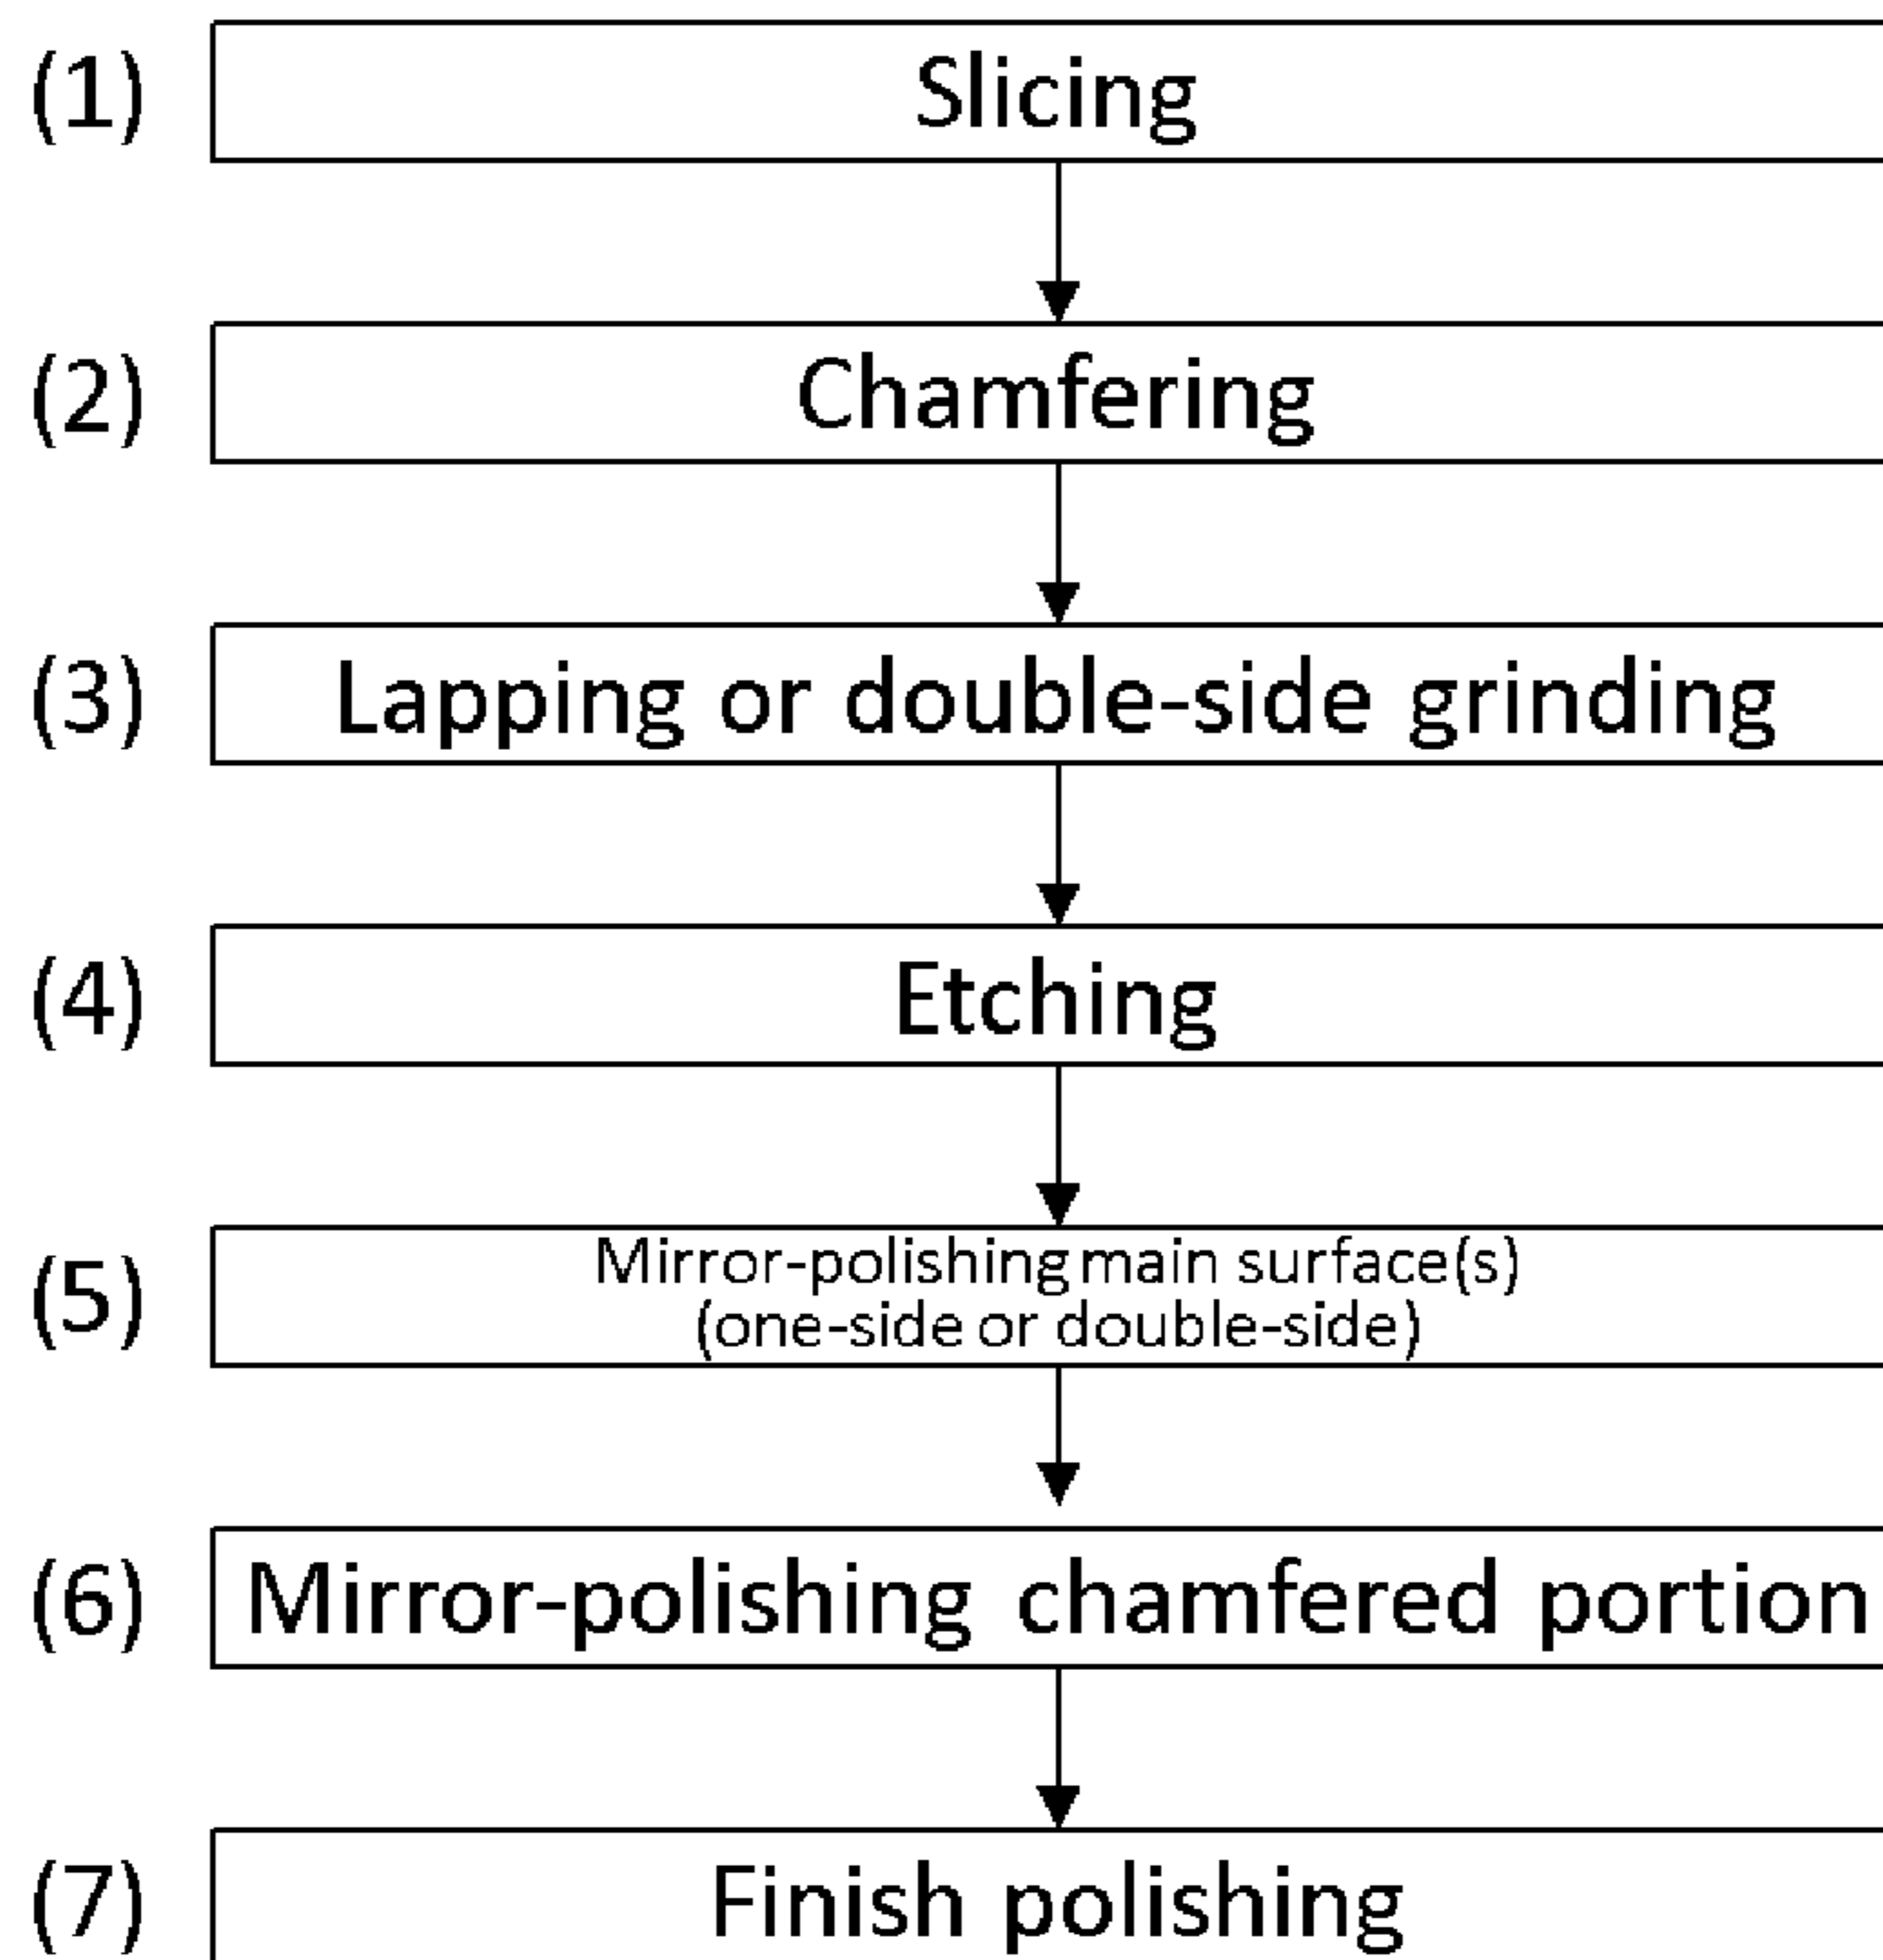 (1) Slicing
(2) Chamfering
(3) Lapping or double-side grinding
(4) Etching
(5) Mirror-polishing main surface(s)
(one-side or double-side)
(6) Mirror-polishing chamfered portion
(7) Finish polishing